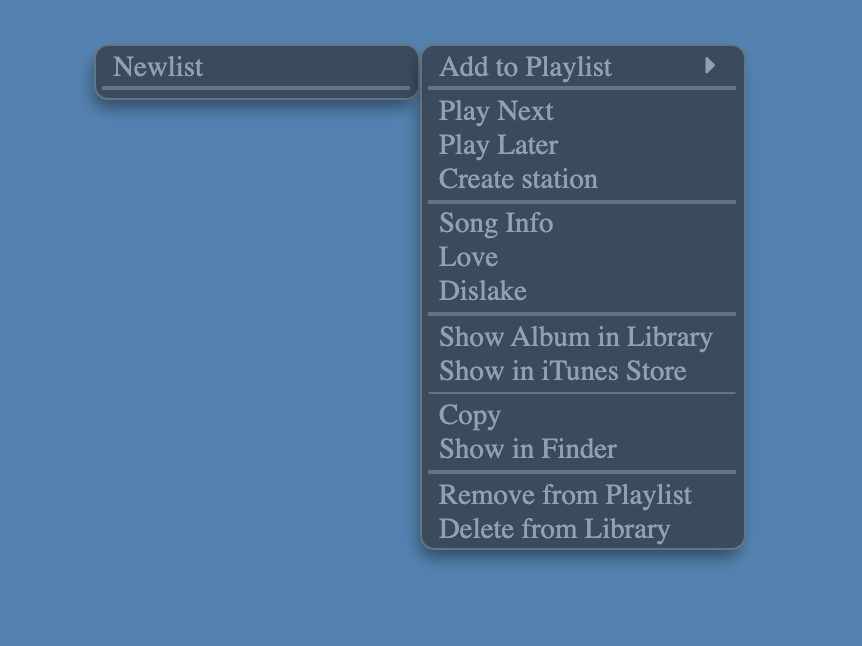 Newlist
Add to Playlist
Play Next
Play Later
Create station
Song Info
Love
Dislake
Show Album in Library
Show in iTunes Store
Copy
Show in Finder
Remove from Playlist
Delete from Library